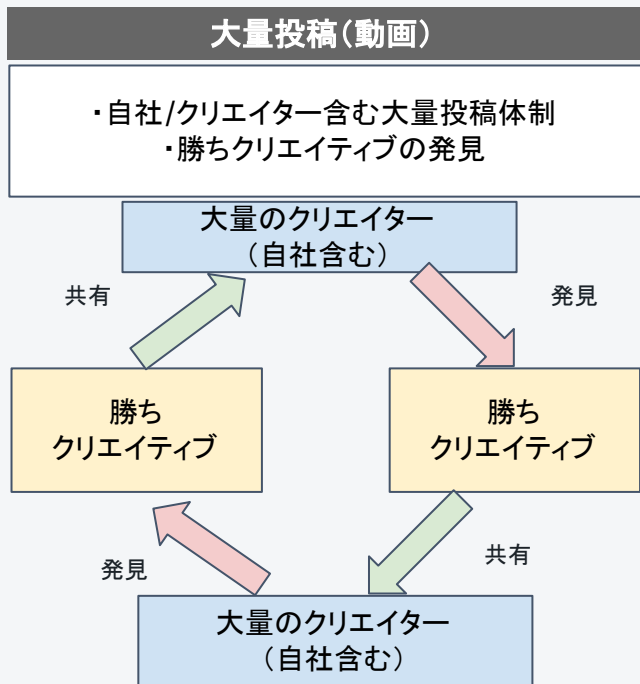 大量投稿（動画）
・自社/クリエイター含む大量投稿体制
・勝ちクリエイティブの発見
大量のクリエイター
（自社含む）
共有
発見
勝ち
クリエイティブ
勝ち
クリエイティブ
発見
共有
大量のクリエイター
（自社含む）